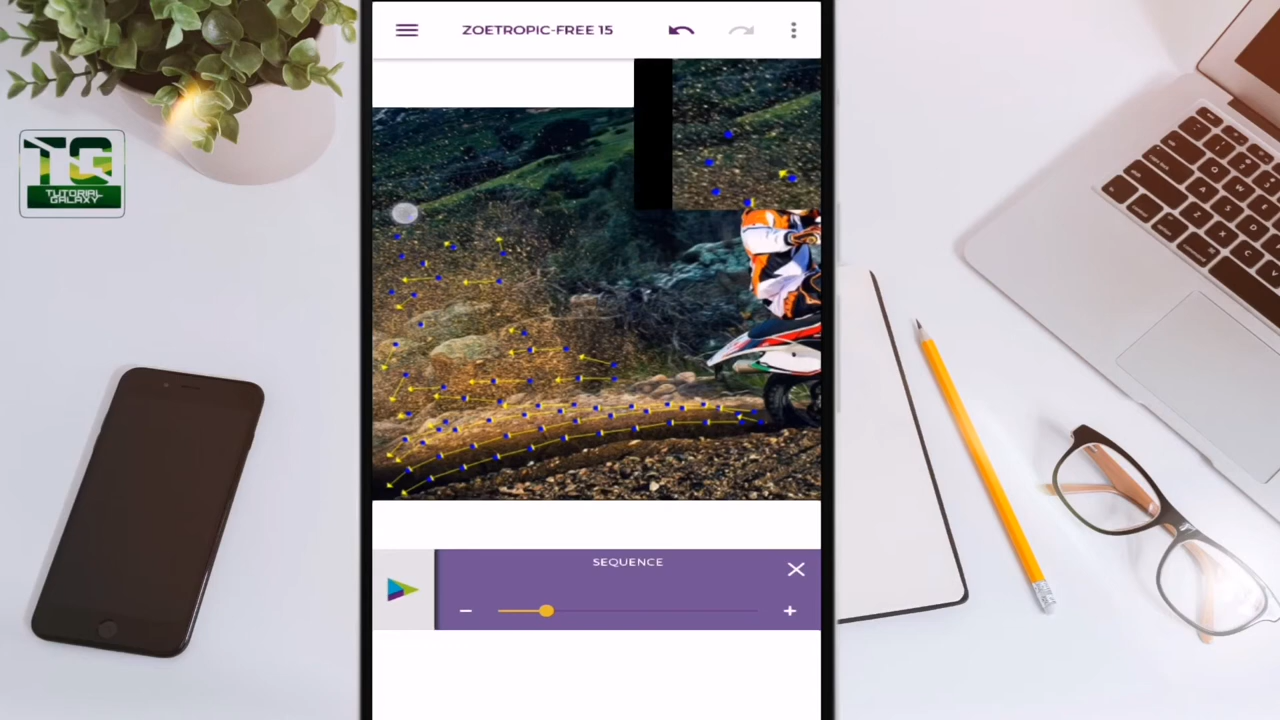 ZOETROPIC-FREE 15
TG
TUTORIAL
GALAXY
SEQUENCE